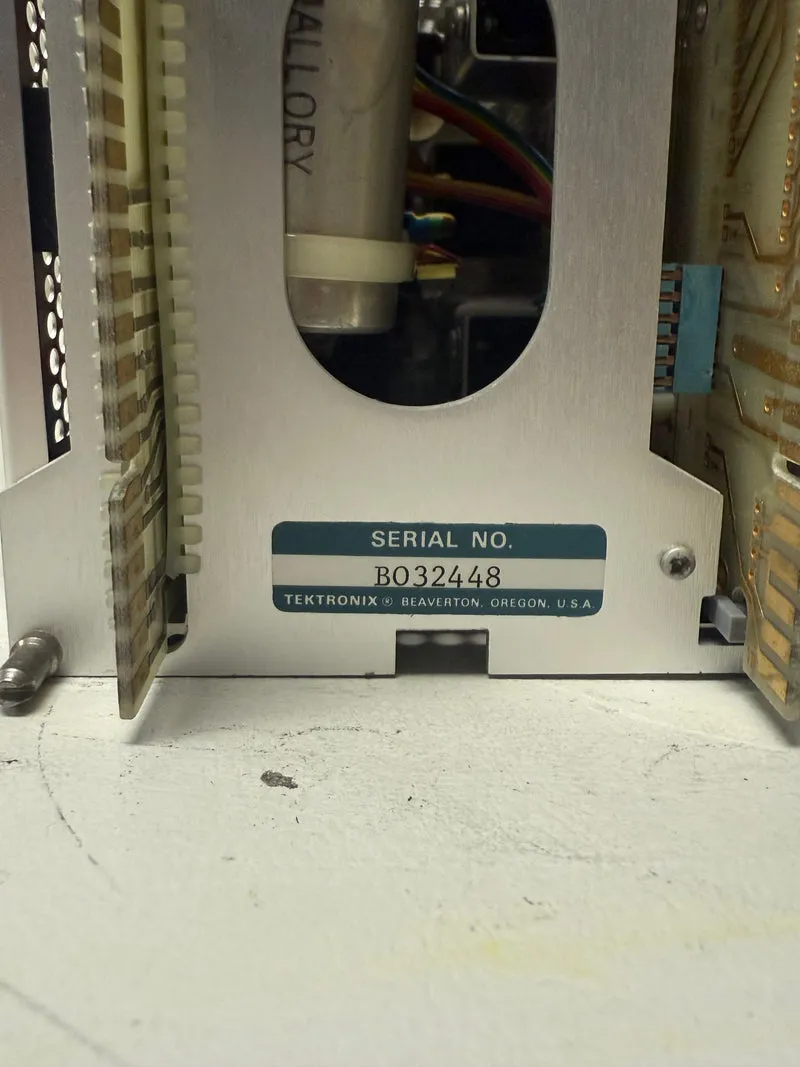 MALLORY
SERIAL NO.
B032448
TEKTRONIX ® BEAVERTON, OREGON, U.S.A.